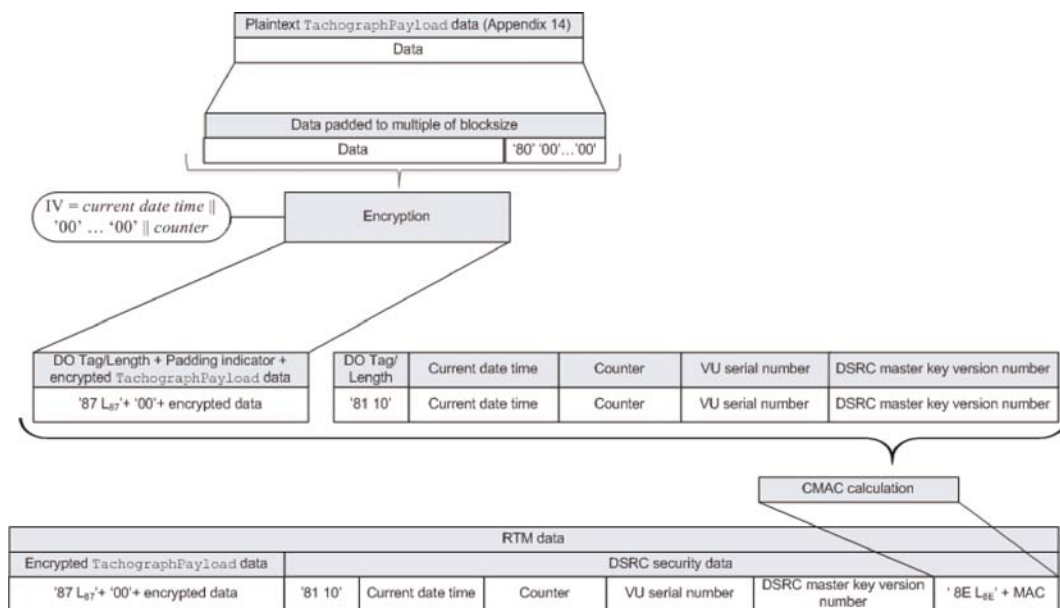 Plaintext TachographPayload data (Appendix 14)
Data
Data padded to multiple of blocksize
Data
'80' '00'…'00'
IV = current date time ||
'00' … '00' || counter
Encryption
DO Tag/Length + Padding indicator +
encrypted TachographPayload data
'87 L₈₇'+ '00'+ encrypted data
DO Tag/
Length
Current date time
Counter
VU serial number
DSRC master key version number
'81 10'
Current date time
Counter
VU serial number
DSRC master key version number
CMAC calculation
RTM data
Encrypted TachographPayload data
DSRC security data
'87 L₈₇'+ '00'+ encrypted data
'81 10'
Current date time
Counter
VU serial number
DSRC master key version
number
' 8E L₈E' + MAC